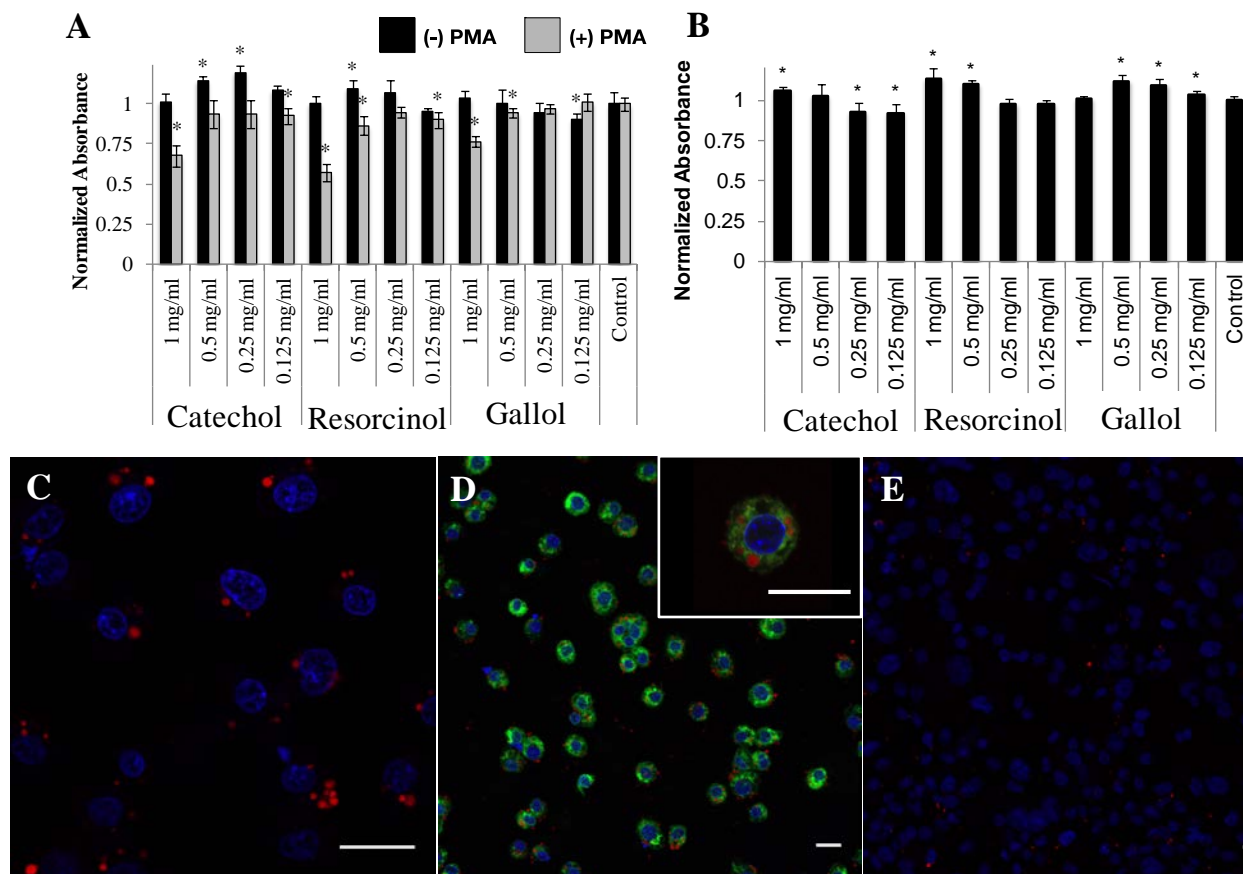 A
(-) PMA
(+) PMA
Normalized Absorbance
1
0.75
0.5
0.25
0
* * * * * * * * * * *
1 mg/ml
0.5 mg/ml
0.25 mg/ml
0.125 mg/ml
1 mg/ml
0.5 mg/ml
0.25 mg/ml
0.125 mg/ml
1 mg/ml
0.5 mg/ml
0.25 mg/ml
0.125 mg/ml
Control
Catechol
Resorcinol
Gallol
B
Normalized Absorbance
1
0.75
0.5
0.25
0
* * * * * * * *
1 mg/ml
0.5 mg/ml
0.25 mg/ml
0.125 mg/ml
1 mg/ml
0.5 mg/ml
0.25 mg/ml
0.125 mg/ml
1 mg/ml
0.5 mg/ml
0.25 mg/ml
0.125 mg/ml
Control
Catechol
Resorcinol
Gallol
C
D
E